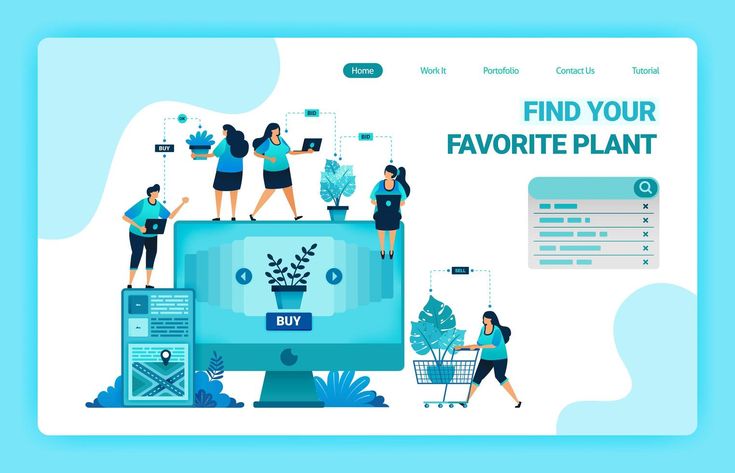 Home
Work It
Portofolio
Contact Us
Tutorial
FIND YOUR
FAVORITE PLANT
OK
BID
BID
BUY
SELL
BUY